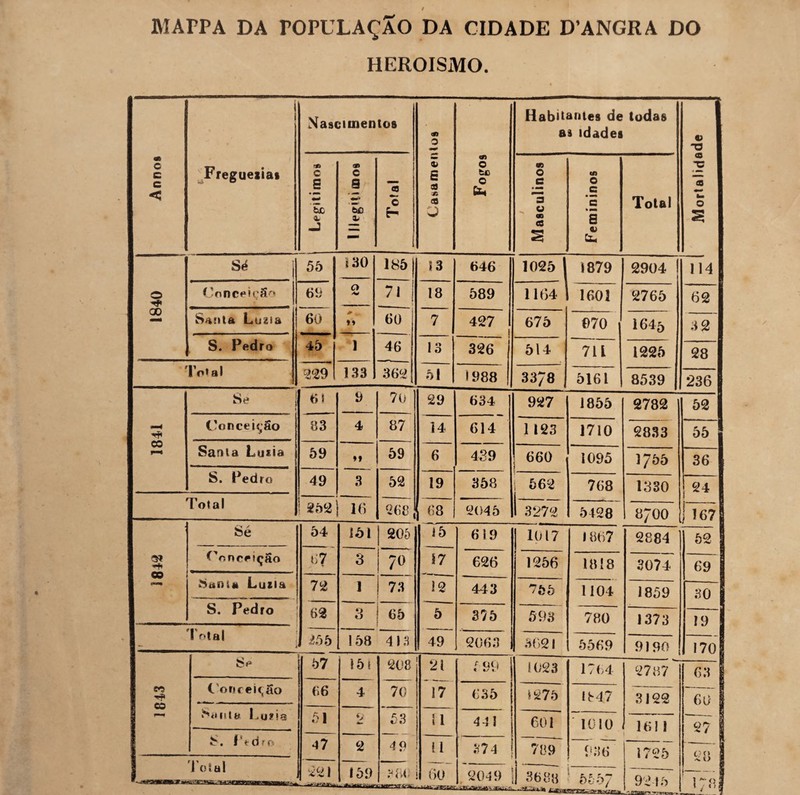 MAPPA DA POPULAÇÃO DA CIDADE D'ANGRA DO
HEROISMO.
Annos Freguezias Nascimentos Casamentos Fogos Habitantes de todas as idades Mortalidade
Legitimos Illegitimos Total Masculinos Femininos Total
1840
Sé 55 130 185 13 646 1025 1879 2904 114
Conceição 69 2 71 18 589 1164 1601 2765 62
Santa Luzia 60 ,, 60 7 427 675 970 1645 32
S. Pedro 45 1 46 13 326 514 711 1225 28
Total 229 133 362 51 1988 3378 5161 8539 236
1841
Se 61 9 70 29 634 927 1855 2782 52
Conceição 83 4 87 14 614 1123 1710 2833 55
Santa Luzia 59 ,, 59 6 439 660 1095 1755 36
S. Pedro 49 3 52 19 358 562 768 1330 24
Total 252 16 268 68 2045 3272 5428 8700 167
1842
Sé 54 151 205 15 619 1017 1867 2884 52
Conceição 67 3 70 17 626 1256 1818 3074 69
Santa Luzia 72 1 73 12 443 755 1104 1859 30
S. Pedro 62 3 65 5 375 593 780 1373 19
Total 255 158 413 49 2063 3621 5569 9190 170
1843
Se 57 151 208 21 599 1023 1764 2787 63
Conceição 66 4 70 17 635 1275 1847 3122 60
Santa Luzia 51 2 53 11 441 601 1010 1611 27
S. Pedro 47 2 49 11 374 789 936 1725 28
Total 221 159 380 60 2049 3688 5557 9245 178